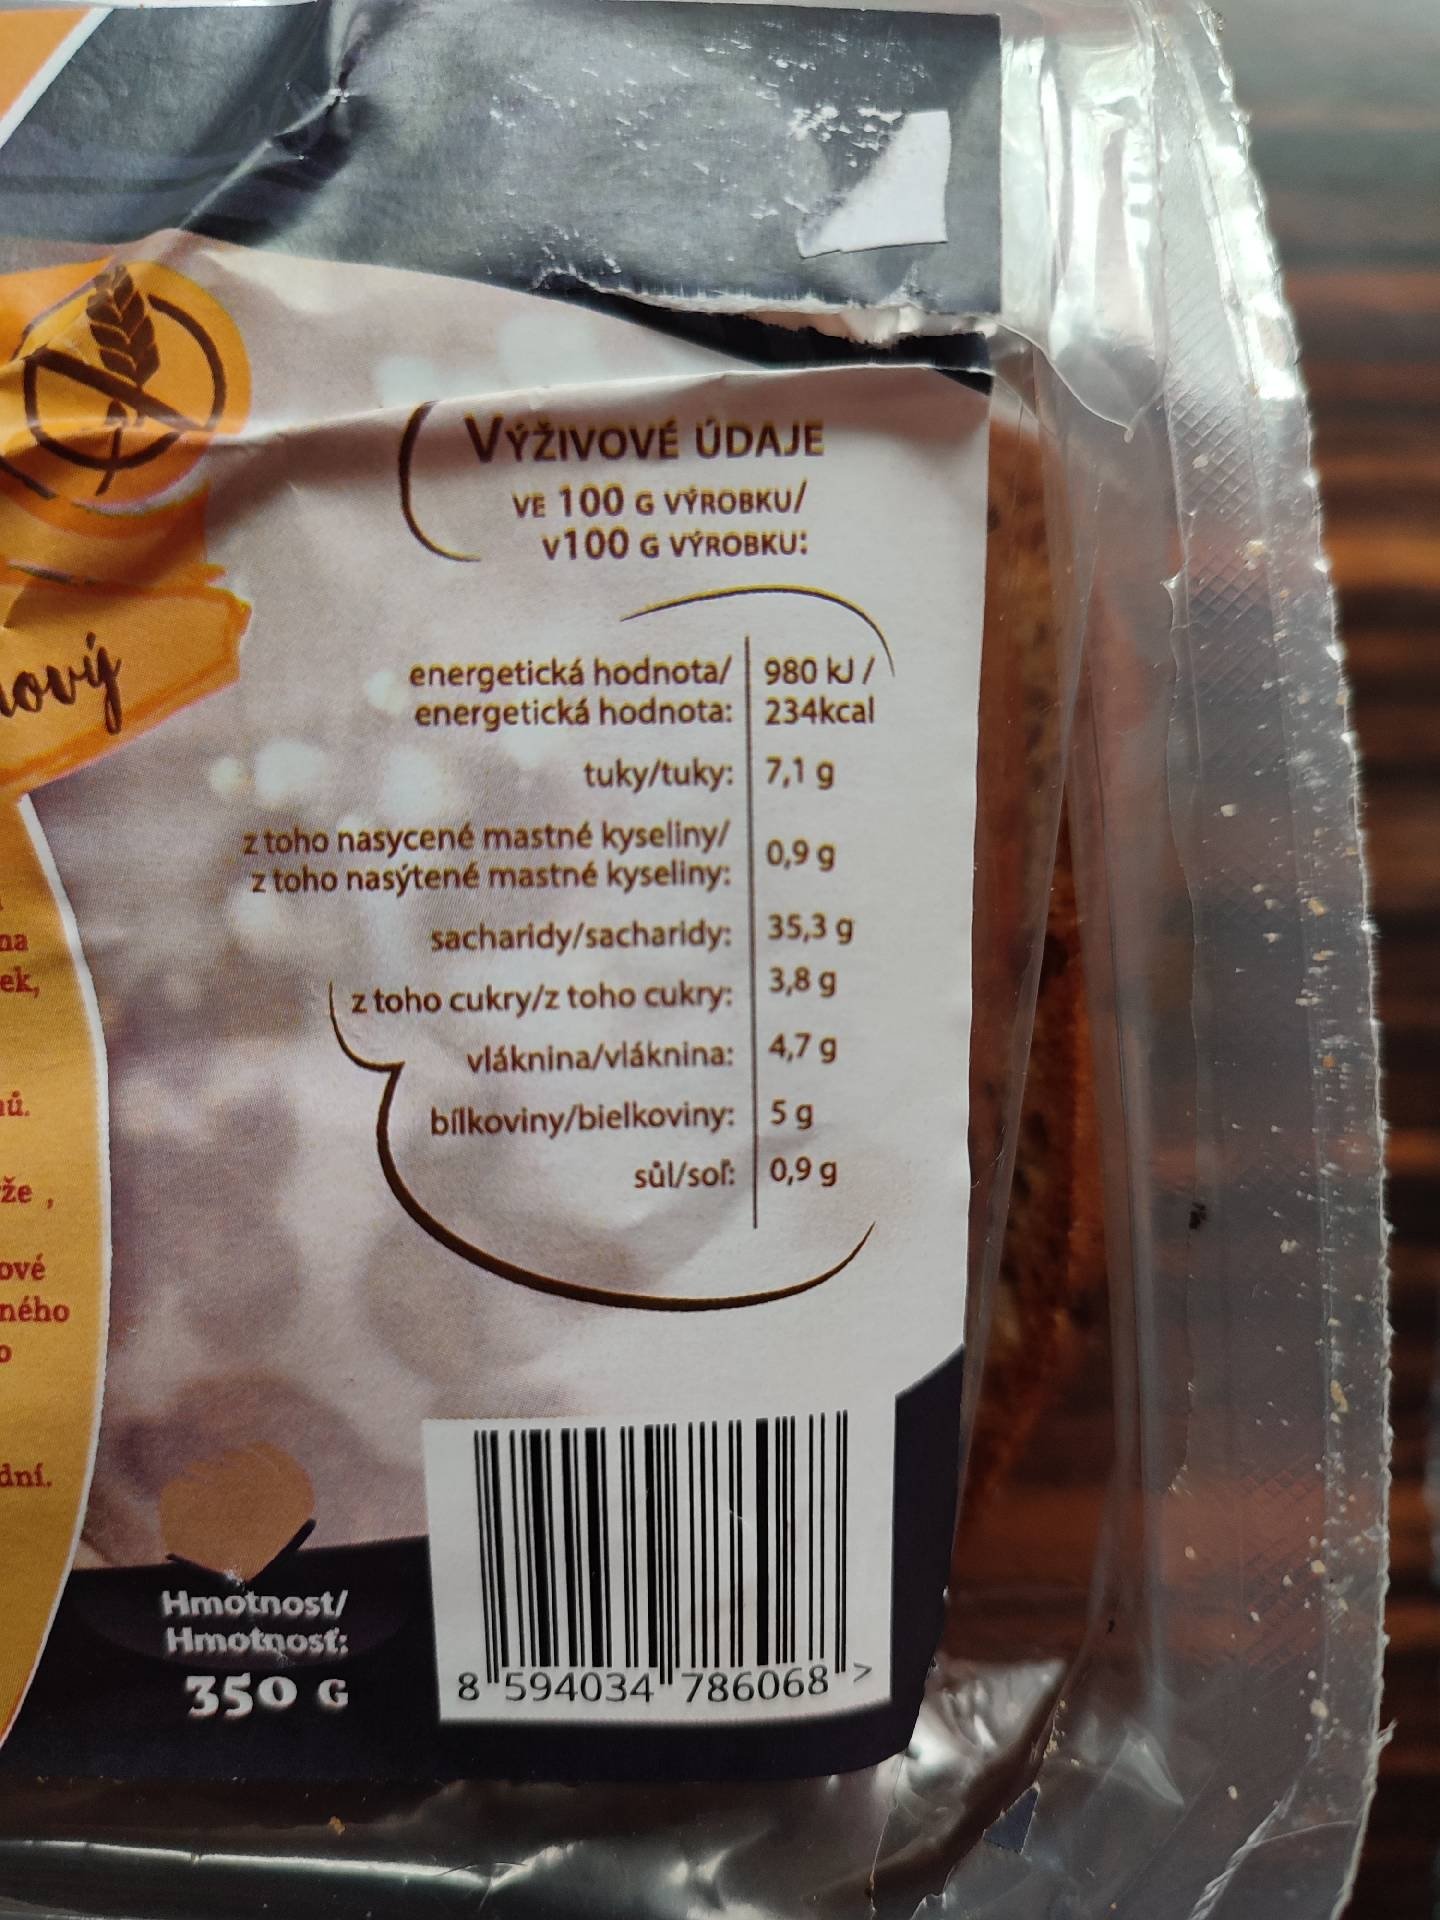 VÝŽIVOVÉ ÚDAJE
VE 100 G VÝROBKU/
V100 G VÝROBKU:
energetická hodnota/ 980 kJ /
energetická hodnota: 234kcal
tuky/tuky: 7,1 g
z toho nasycené mastné kyseliny/
z toho nasýtené mastné kyseliny: 0,9 g
sacharidy/sacharidy: 35,3 g
z toho cukry/z toho cukry: 3,8 g
vláknina/vláknina: 4,7 g
bílkoviny/bielkoviny: 5 g
sůl/soľ: 0,9 g
Hmotnost/
Hmotnosť:
350 G
8 594034 786068 >